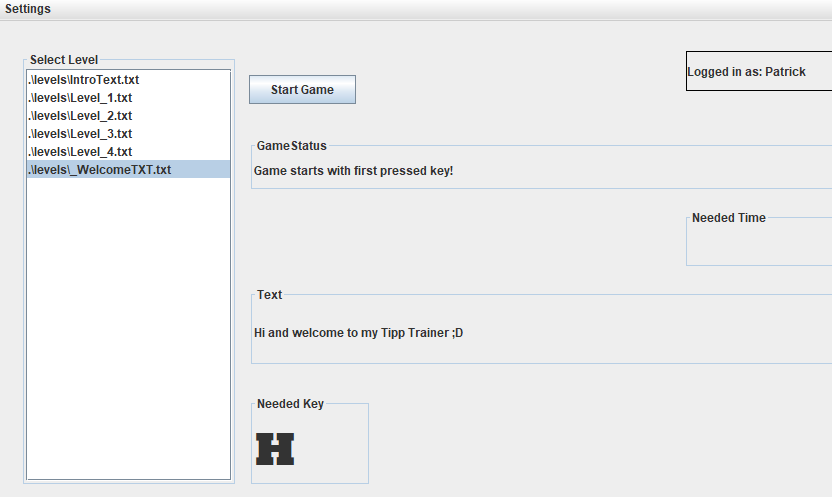 Settings
Select Level
.\levels\IntroText.txt
.\levels\Level_1.txt
.\levels\Level_2.txt
.\levels\Level_3.txt
.\levels\Level_4.txt
.\levels\_WelcomeTXT.txt
Start Game
Logged in as: Patrick
GameStatus
Game starts with first pressed key!
Needed Time
Text
Hi and welcome to my Tipp Trainer ;D
Needed Key
H